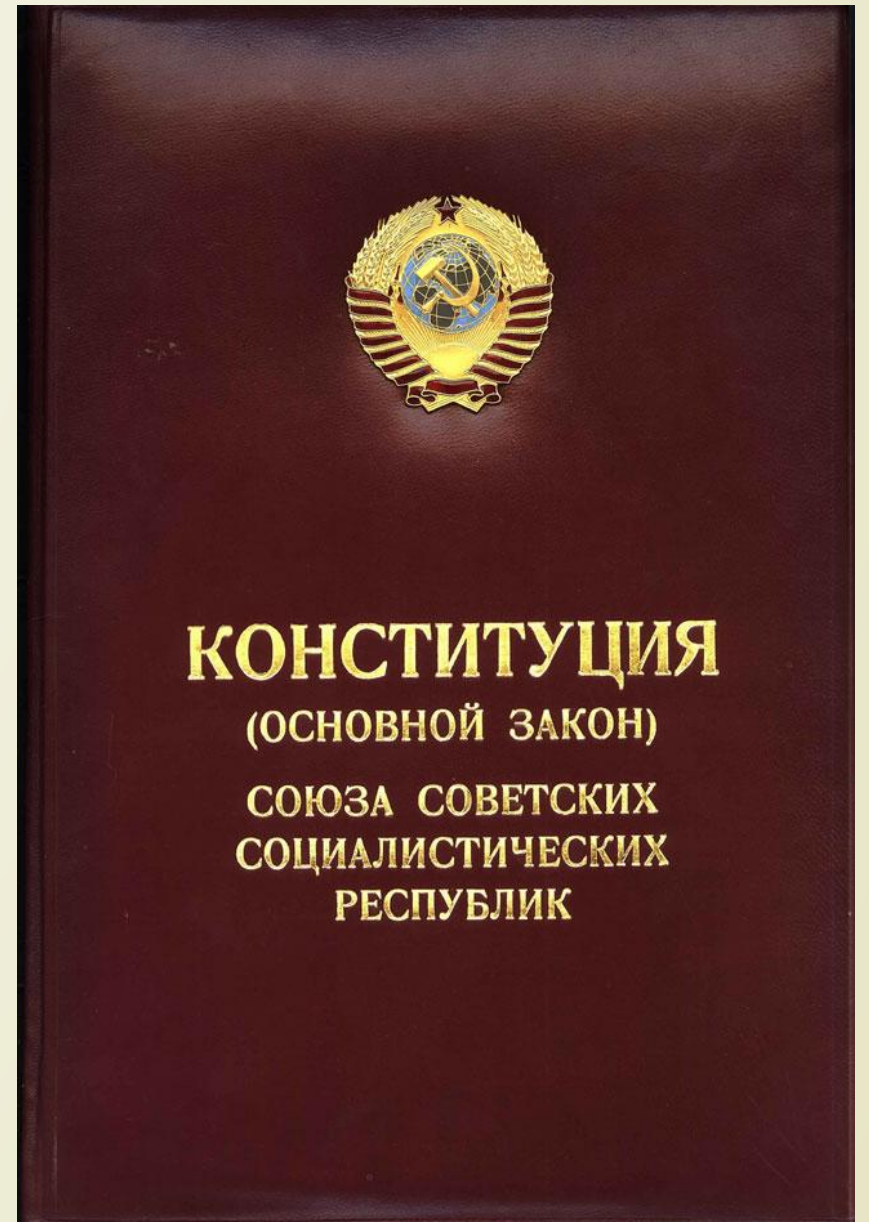 КОНСТИТУЦИЯ
(ОСНОВНОЙ ЗАКОН)
СОЮЗА СОВЕТСКИХ
СОЦИАЛИСТИЧЕСКИХ
РЕСПУБЛИК